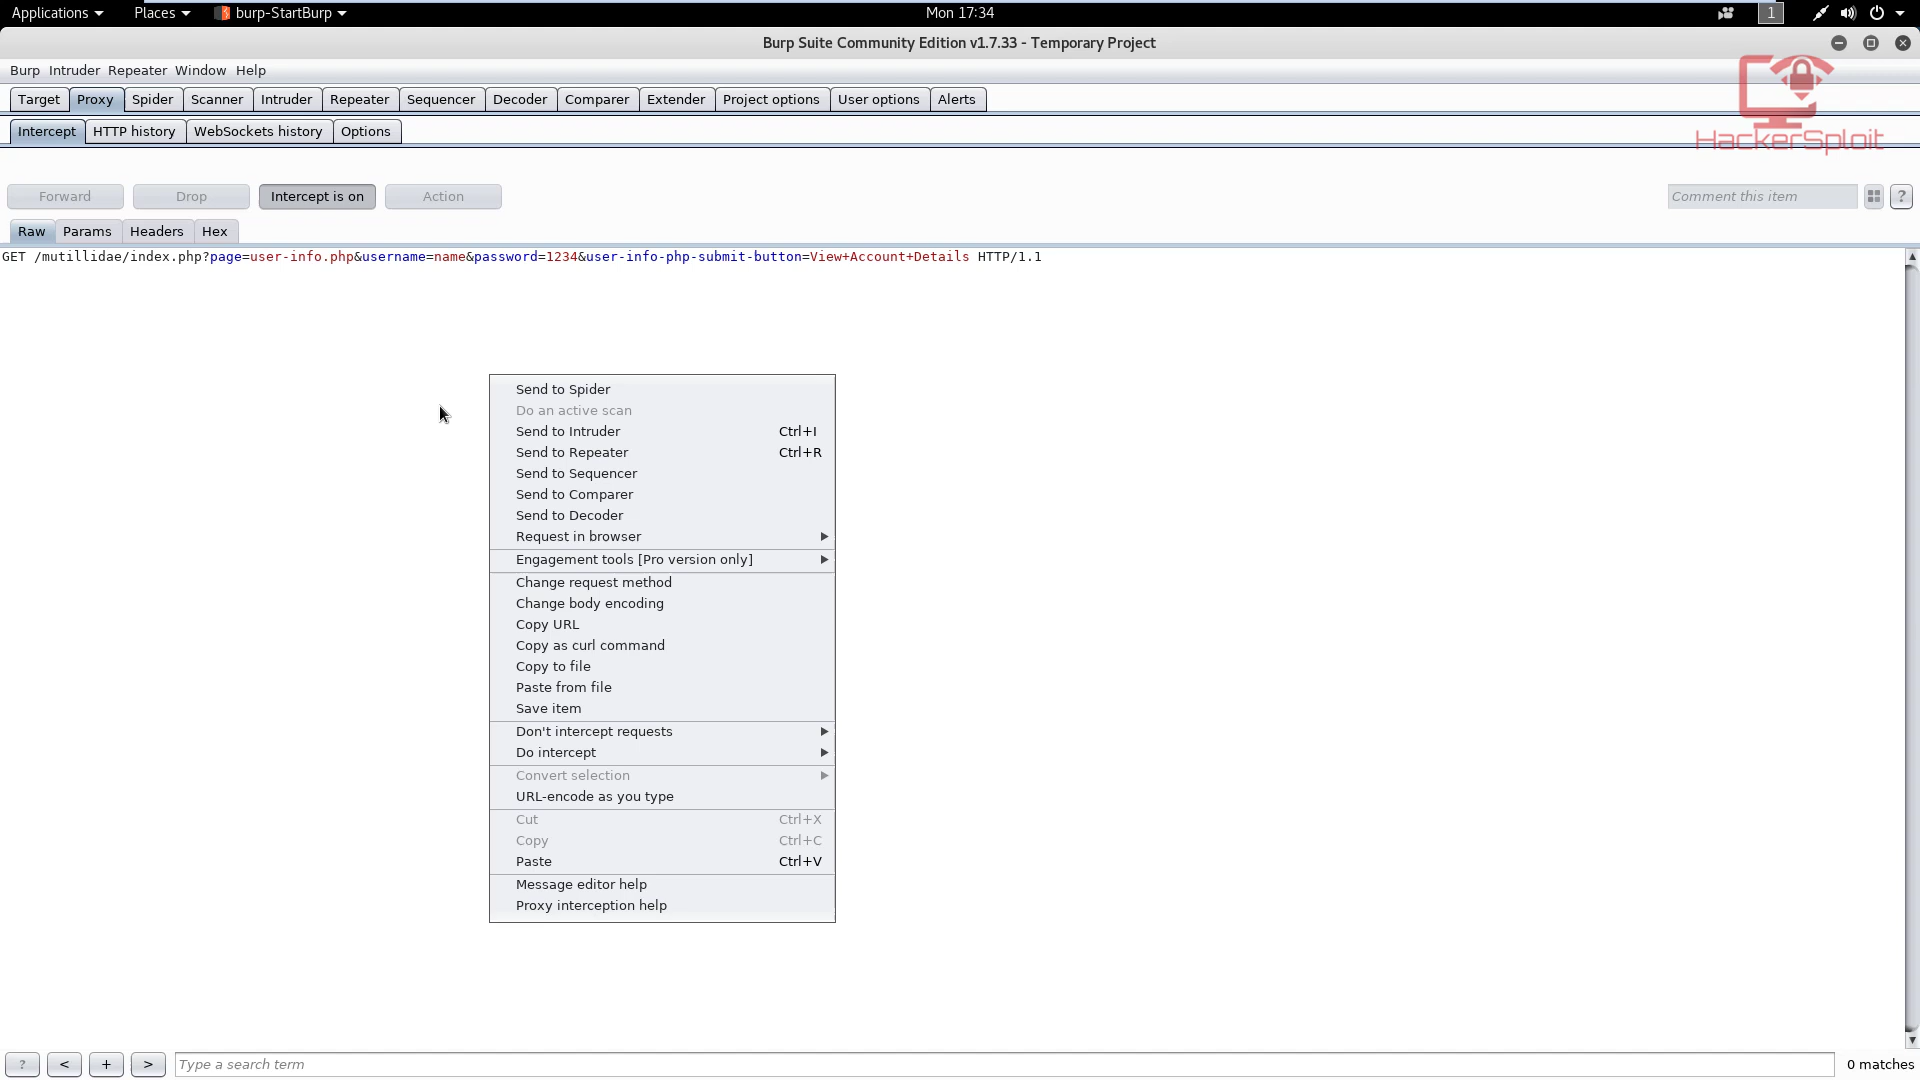 Applications Places burp-StartBurp Mon 17:34 1
Burp Suite Community Edition v1.7.33 - Temporary Project
Burp Intruder Repeater Window Help
HackerSploit
Target Proxy Spider Scanner Intruder Repeater Sequencer Decoder Comparer Extender Project options User options Alerts
Intercept HTTP history WebSockets history Options
Forward Drop Intercept is on Action Comment this item ?
Raw Params Headers Hex
GET /mutillidae/index.php?page=user-info.php&username=name&password=1234&user-info-php-submit-button=View+Account+Details HTTP/1.1
Send to Spider
Do an active scan
Send to Intruder Ctrl+I
Send to Repeater Ctrl+R
Send to Sequencer
Send to Comparer
Send to Decoder
Request in browser
Engagement tools [Pro version only]
Change request method
Change body encoding
Copy URL
Copy as curl command
Copy to file
Paste from file
Save item
Don't intercept requests
Do intercept
Convert selection
URL-encode as you type
Cut Ctrl+X
Copy Ctrl+C
Paste Ctrl+V
Message editor help
Proxy interception help
? < + > Type a search term 0 matches